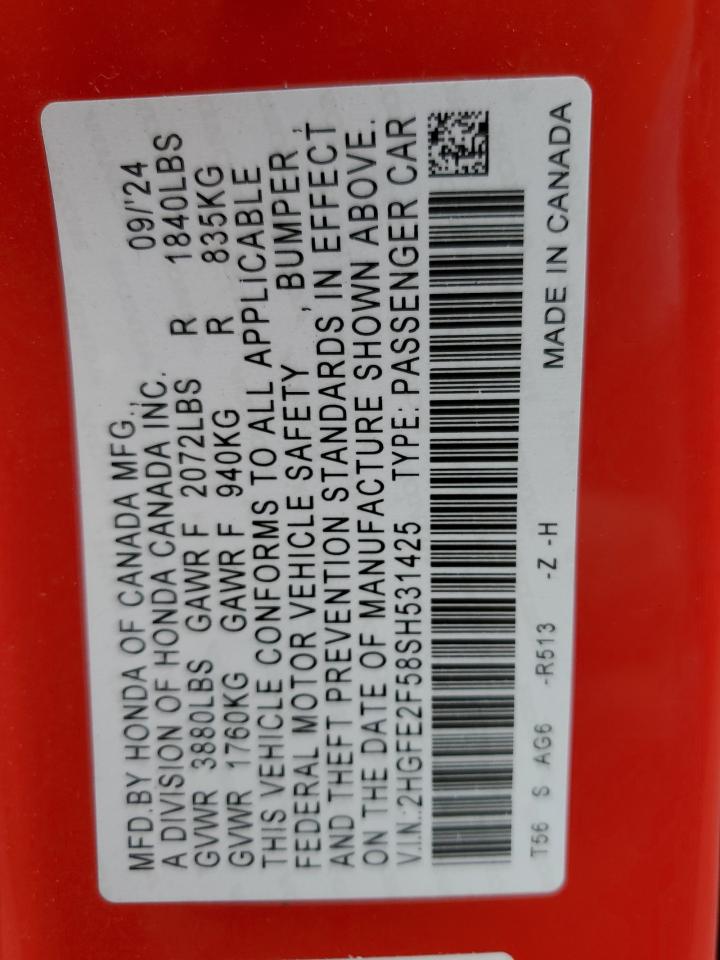 MFD.BY HONDA OF CANADA MFG., 09/'24
A DIVISION OF HONDA CANADA INC.
GVWR 3880LBS GAWR F 2072LBS R 1840LBS
GVWR 1760KG GAWR F 940KG R 835KG
THIS VEHICLE CONFORMS TO ALL APPLICABLE
FEDERAL MOTOR VEHICLE SAFETY , BUMPER ,
AND THEFT PREVENTION STANDARDS IN EFFECT
ON THE DATE OF MANUFACTURE SHOWN ABOVE.
V.I.N.:2HGFE2F58SH531425 TYPE: PASSENGER CAR
T56 S AG6 -R513 -Z -H MADE IN CANADA